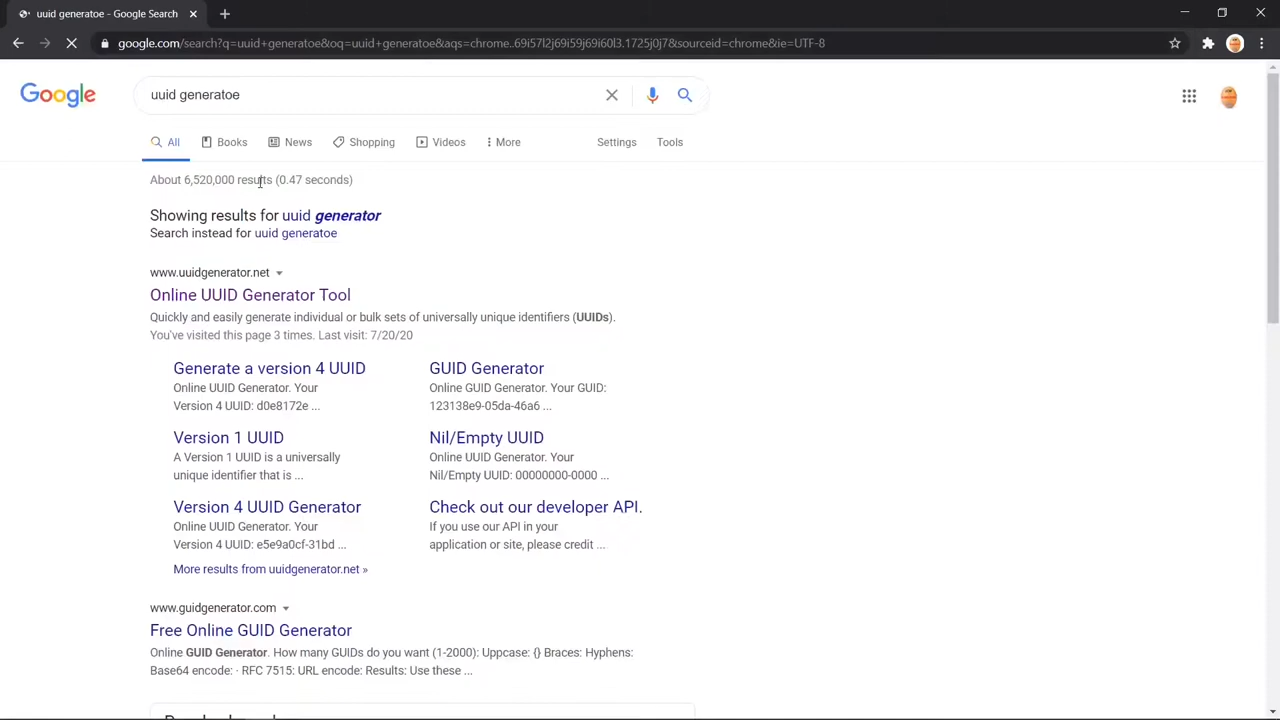 uuid generatoe - Google Search
google.com/search?q=uuid+generatoe&oq=uuid+generatoe&aqs=chrome..69i57l2j69i59j69i60l3.1725j0j7&sourceid=chrome&ie=UTF-8
Google
uuid generatoe
All Books News Shopping Videos More Settings Tools
About 6,520,000 results (0.47 seconds)
Showing results for uuid generator
Search instead for uuid generatoe
www.uuidgenerator.net
Online UUID Generator Tool
Quickly and easily generate individual or bulk sets of universally unique identifiers (UUIDs).
You've visited this page 3 times. Last visit: 7/20/20
Generate a version 4 UUID
Online UUID Generator. Your
Version 4 UUID: d0e8172e ...
GUID Generator
Online GUID Generator. Your GUID:
123138e9-05da-46a6 ...
Version 1 UUID
A Version 1 UUID is a universally
unique identifier that is ...
Nil/Empty UUID
Online UUID Generator. Your
Nil/Empty UUID: 00000000-0000 ...
Version 4 UUID Generator
Online UUID Generator. Your
Version 4 UUID: e5e9a0cf-31bd ...
Check out our developer API.
If you use our API in your
application or site, please credit ...
More results from uuidgenerator.net »
www.guidgenerator.com
Free Online GUID Generator
Online GUID Generator. How many GUIDs do you want (1-2000): Uppcase: {} Braces: Hyphens:
Base64 encode: · RFC 7515: URL encode: Results: Use these ...